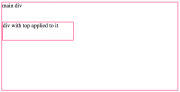 main div
div with top applied to it